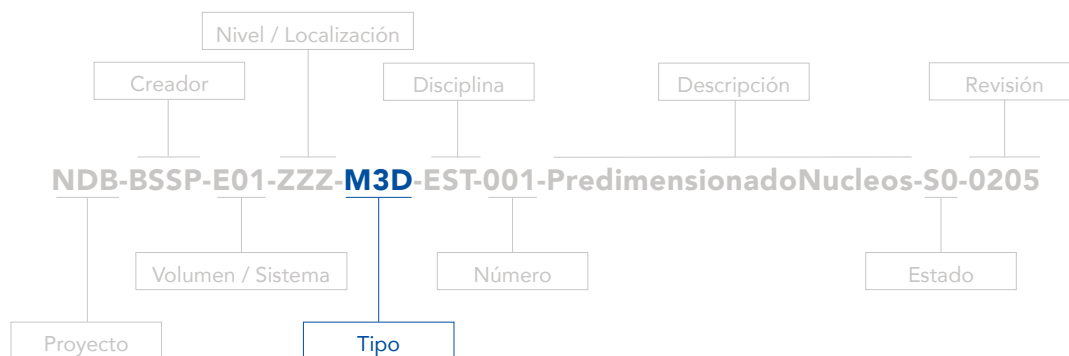 Nivel / Localización
Creador Disciplina Descripción Revisión
NDB-BSSP-E01-ZZZ-M3D-EST-001-PredimensionadoNucleos-S0-0205
Volumen / Sistema Número Estado
Proyecto Tipo